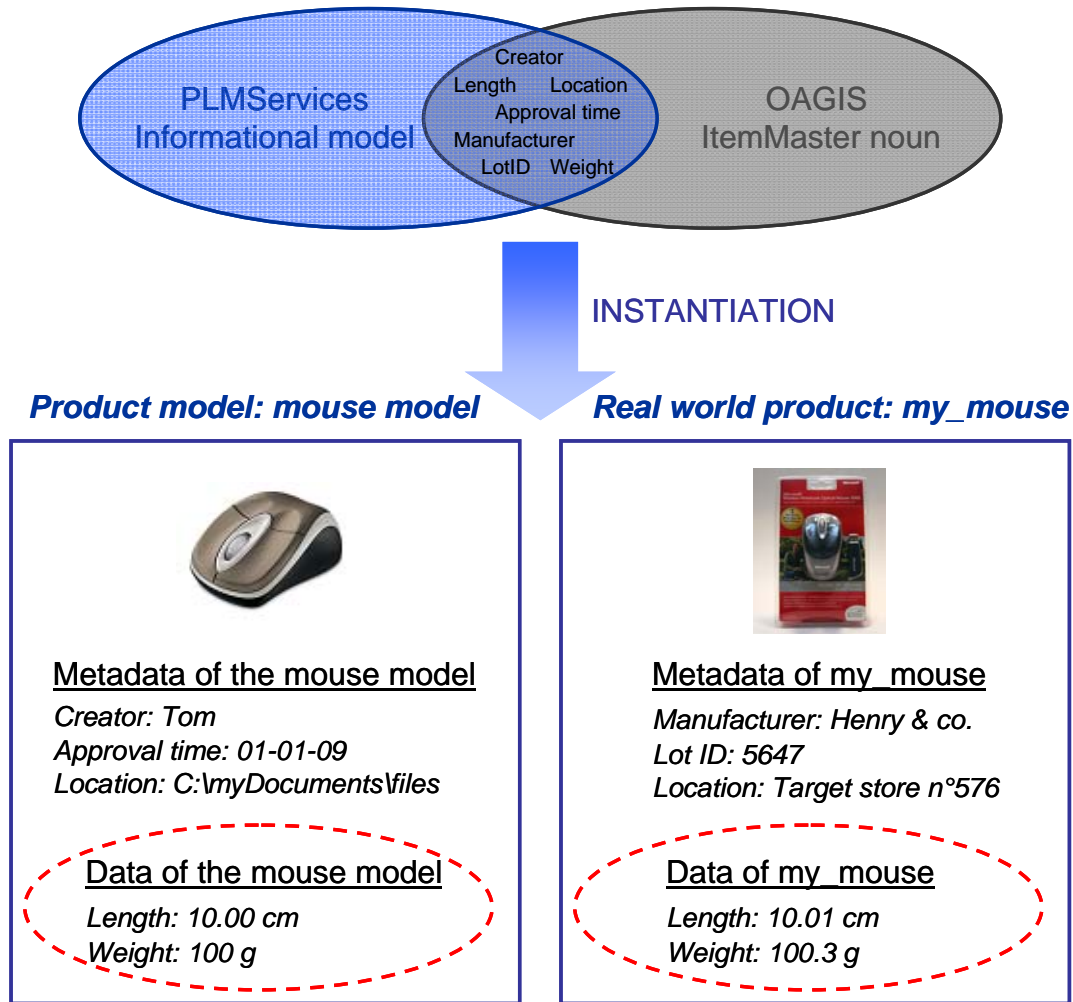 Creator
Length Location
Approval time
Manufacturer
LotID Weight
PLMServices
Informational model
OAGIS
ItemMaster noun
INSTANTIATION
Product model: mouse model
Real world product: my_mouse
Metadata of the mouse model
Creator: Tom
Approval time: 01-01-09
Location: C:\myDocuments\files
Data of the mouse model
Length: 10.00 cm
Weight: 100 g
Metadata of my_mouse
Manufacturer: Henry & co.
Lot ID: 5647
Location: Target store n°576
Data of my_mouse
Length: 10.01 cm
Weight: 100.3 g